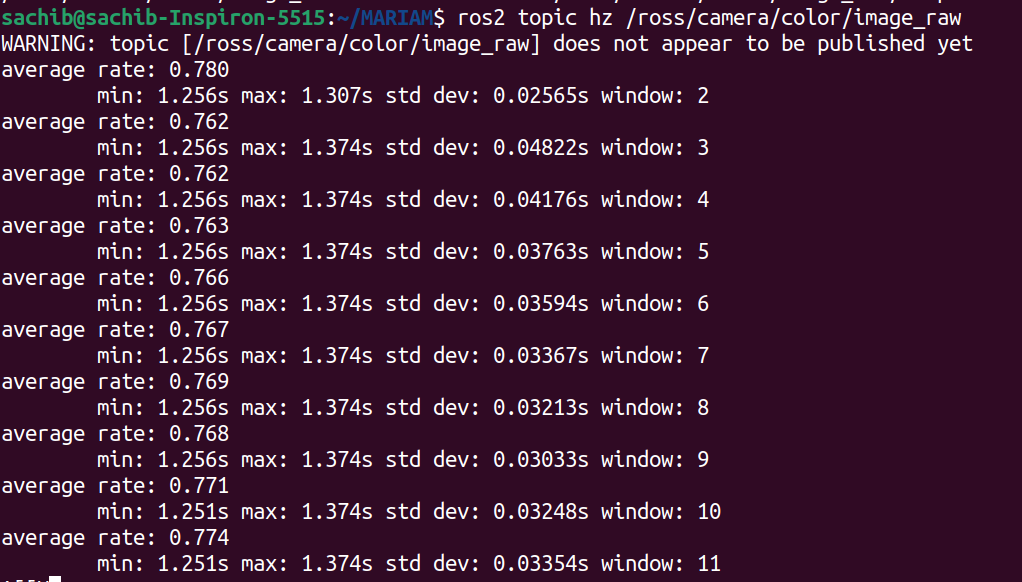 sachib@sachib-Inspiron-5515:~/MARIAM$ ros2 topic hz /ross/camera/color/image_raw
WARNING: topic [/ross/camera/color/image_raw] does not appear to be published yet
average rate: 0.780
	min: 1.256s max: 1.307s std dev: 0.02565s window: 2
average rate: 0.762
	min: 1.256s max: 1.374s std dev: 0.04822s window: 3
average rate: 0.762
	min: 1.256s max: 1.374s std dev: 0.04176s window: 4
average rate: 0.763
	min: 1.256s max: 1.374s std dev: 0.03763s window: 5
average rate: 0.766
	min: 1.256s max: 1.374s std dev: 0.03594s window: 6
average rate: 0.767
	min: 1.256s max: 1.374s std dev: 0.03367s window: 7
average rate: 0.769
	min: 1.256s max: 1.374s std dev: 0.03213s window: 8
average rate: 0.768
	min: 1.256s max: 1.374s std dev: 0.03033s window: 9
average rate: 0.771
	min: 1.251s max: 1.374s std dev: 0.03248s window: 10
average rate: 0.774
	min: 1.251s max: 1.374s std dev: 0.03354s window: 11